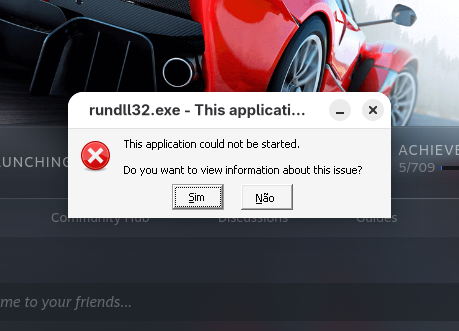 rundll32.exe - This applicati...
This application could not be started.
Do you want to view information about this issue?
Sim
Não
UNCHING
ACHIEVE
5/709
Community Hub
Discussions
Guides
me to your friends...